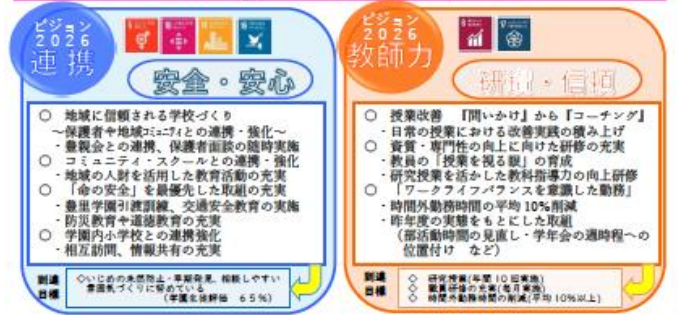 ビジョン
2026
連携
安全・安心
○ 地域に信頼される学校づくり
～保護者や地域コミュニティとの連携・強化～
・豊親会との連携、保護者面談の随時実施
○ コミュニティ・スクールとの連携・強化
・地域の人財を活用した教育活動の充実
○ 「命の安全」を最優先した取組の充実
・豊里学園引渡訓練、交通安全教育の実施
・防災教育や道徳教育の充実
○ 学園内小学校との連携強化
・相互訪問、情報共有の充実
到達
目標
◇いじめの未然防止・早期発見、相談しやすい
雰囲気づくりに努めている
(学園生徒評価 65%)
ビジョン
2026
教師力
研鑽・信頼
○ 授業改善 『問いかけ』から『コーチング』
・日常の授業における改善実践の積み上げ
○ 資質・専門性の向上に向けた研修の充実
・教員の「授業を視る眼」の育成
・研究授業を活かした教科指導力の向上研修
○ 「ワークライフバランスを意識した勤務」
・時間外勤務時間の平均10%削減
・昨年度の実態をもとにした取組
(部活動時間の見直し・学年会の週時程への
位置付け など)
到達
目標
◇ 研究授業(年間10回実施)
◇ 職員研修の充実(毎月実施)
◇ 時間外勤務時間の削減(平均10%以上)